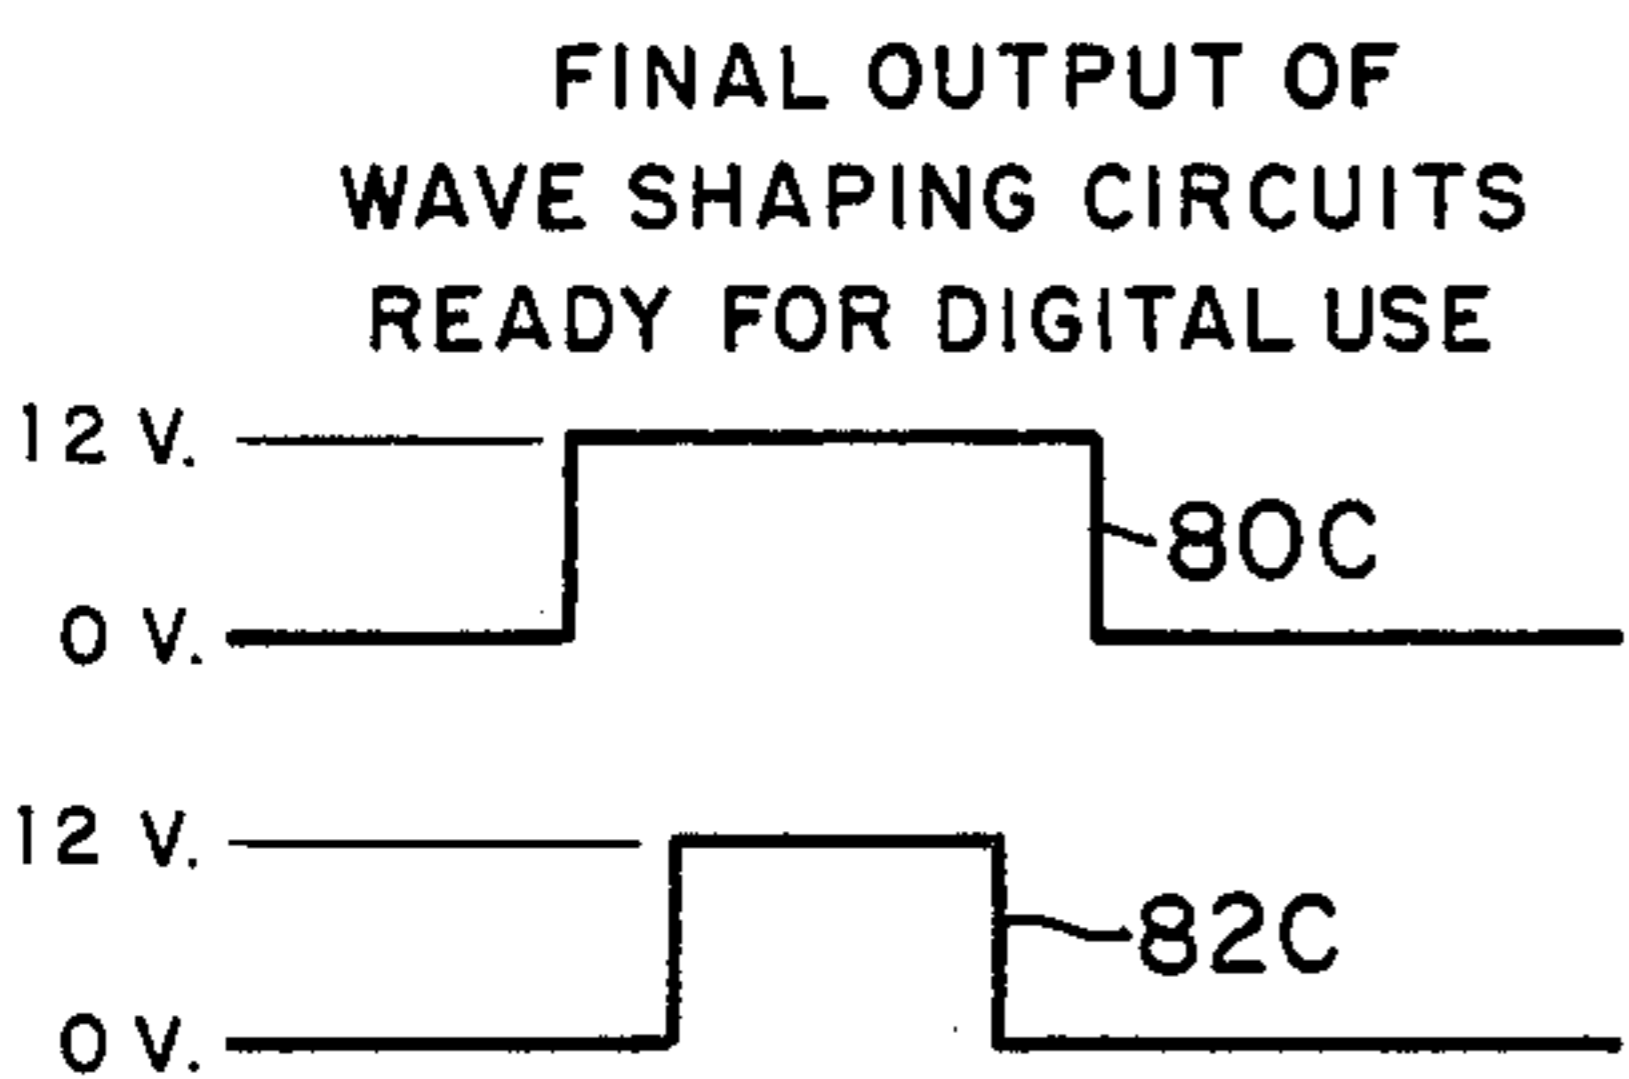 FINAL OUTPUT OF
WAVE SHAPING CIRCUITS
READY FOR DIGITAL USE
12 V.
80C
0 V.
12 V.
82C
0 V.